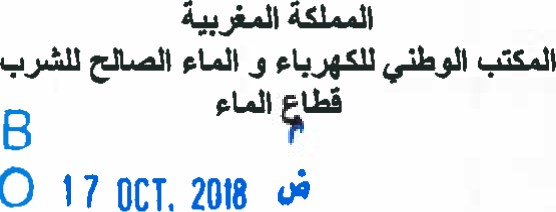 المملكة المغربية
المكتب الوطني للكهرباء و الماء الصالح للشرب
قطاع الماء
B م
O 17 OCT. 2018 ض